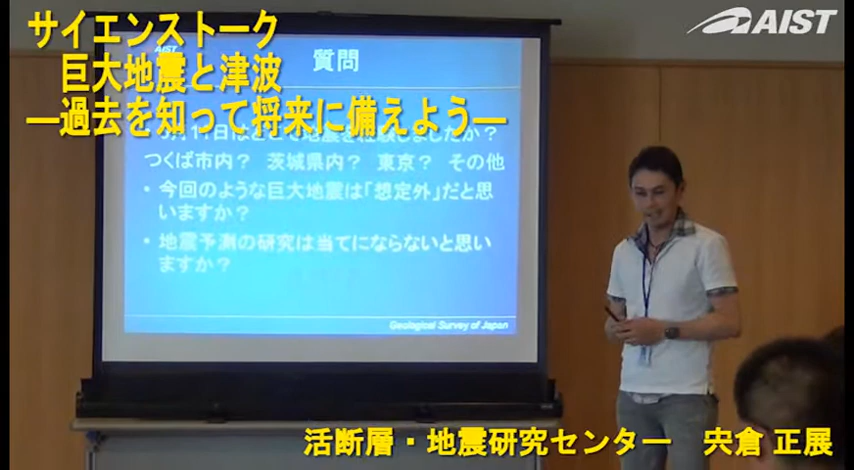 サイエンストーク
AIST
AIST
質問
巨大地震と津波
―過去を知って将来に備えよう―
つくば市内？ 茨城県内？ 東京？ その他
・今回のような巨大地震は「想定外」だと思
いますか？
・地震予測の研究は当てにならないと思い
ますか？
Geological Survey of Japan
活断層・地震研究センター 宍倉 正展